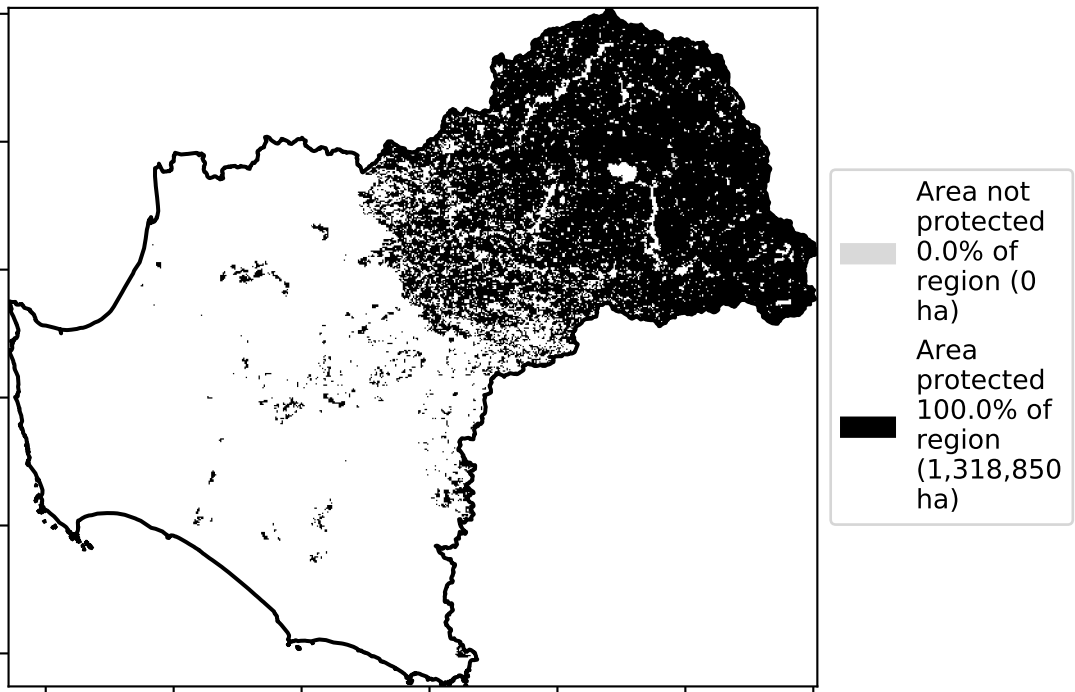 Area not
protected
0.0% of
region (0
ha)
Area
protected
100.0% of
region
(1,318,850
ha)